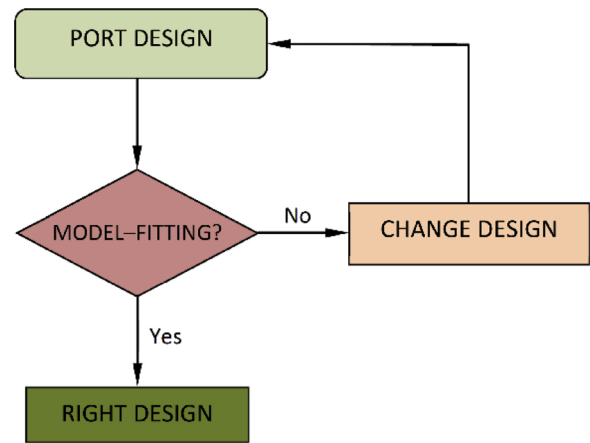 PORT DESIGN
MODEL–FITTING?
No
CHANGE DESIGN
Yes
RIGHT DESIGN